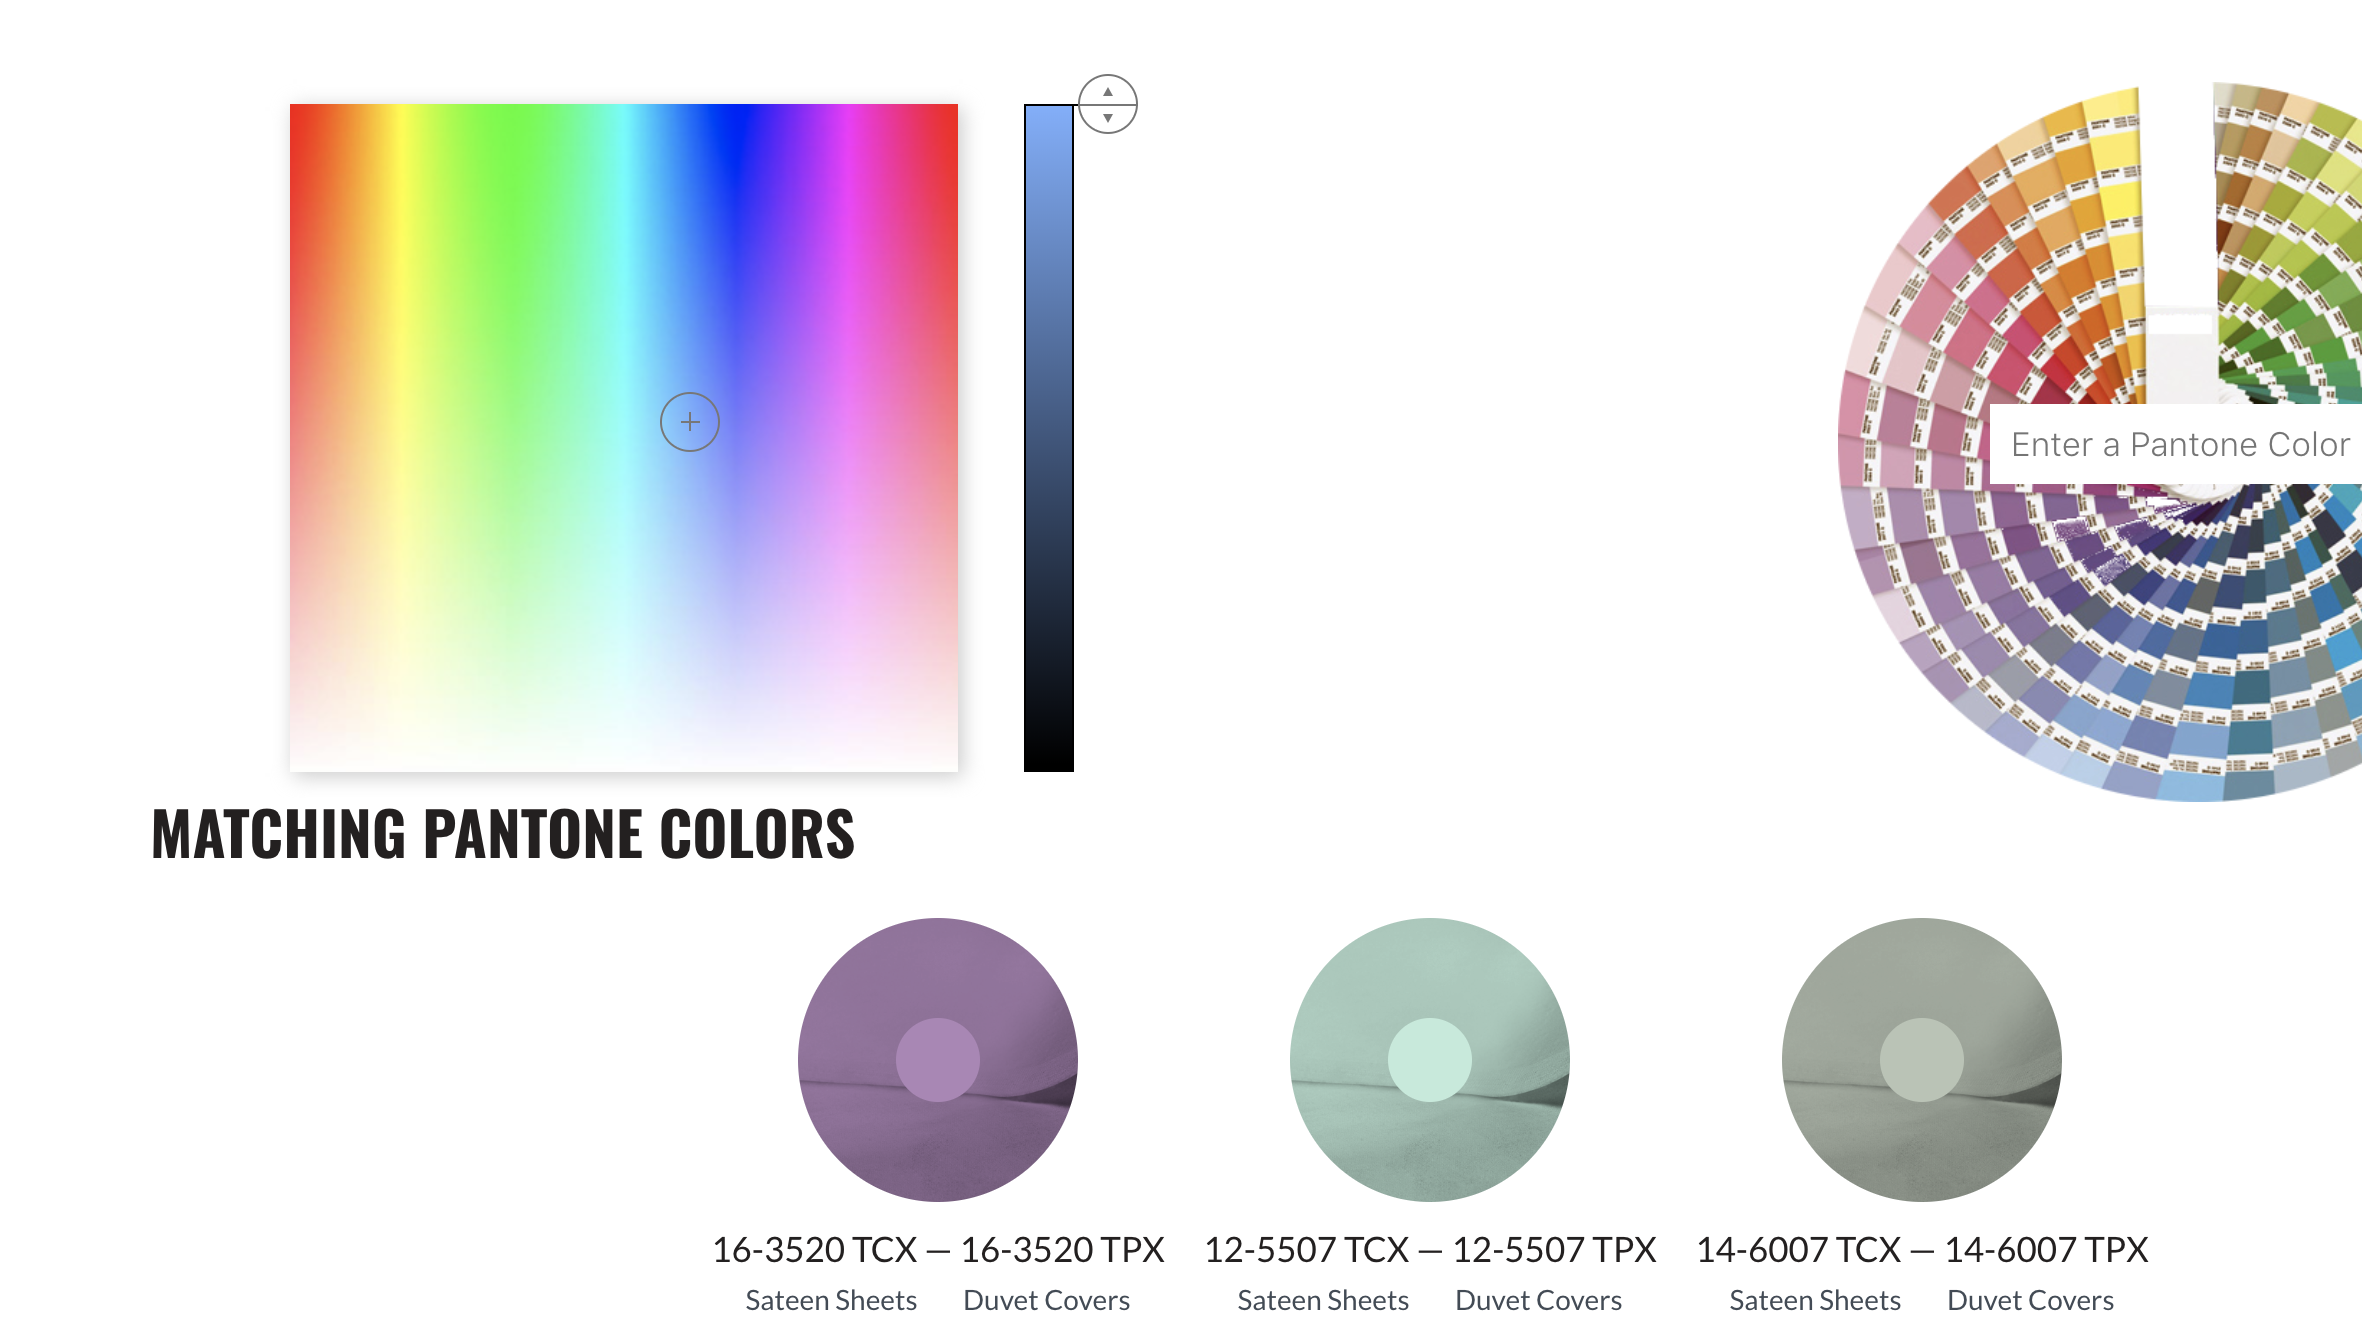 Enter a Pantone Color
MATCHING PANTONE COLORS
16-3520 TCX — 16-3520 TPX
Sateen Sheets Duvet Covers
12-5507 TCX — 12-5507 TPX
Sateen Sheets Duvet Covers
14-6007 TCX — 14-6007 TPX
Sateen Sheets Duvet Covers